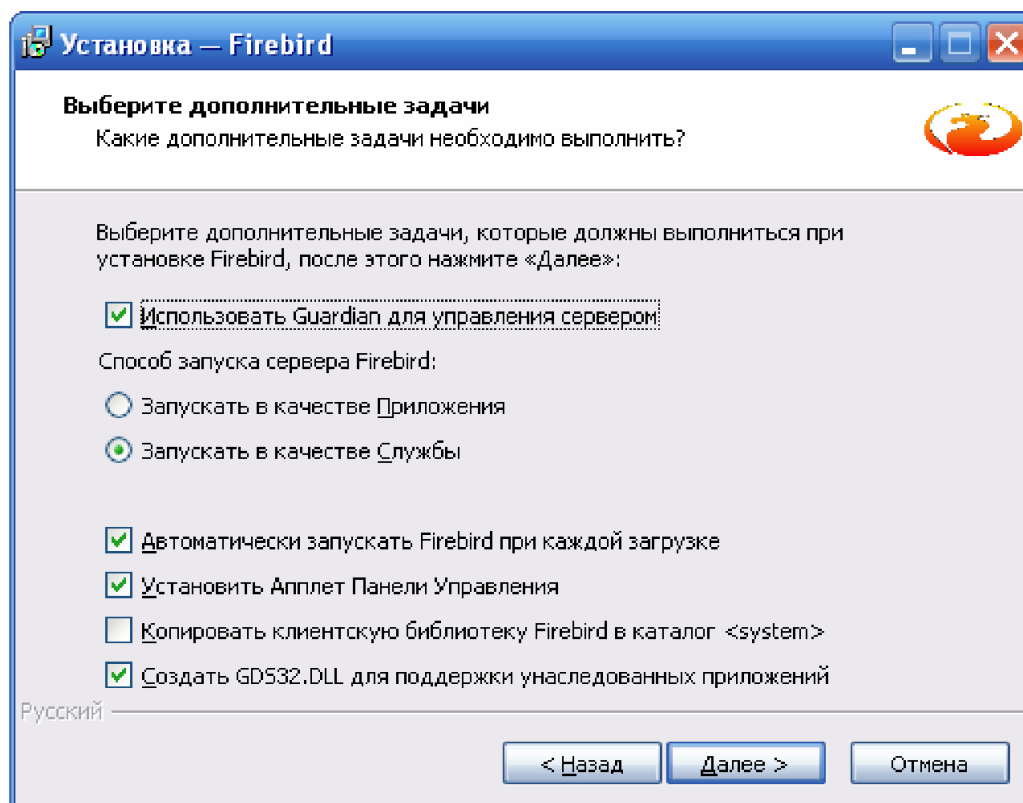 Установка — Firebird
Выберите дополнительные задачи
Какие дополнительные задачи необходимо выполнить?
Выберите дополнительные задачи, которые должны выполниться при
установке Firebird, после этого нажмите «Далее»:
Использовать Guardian для управления сервером
Способ запуска сервера Firebird:
Запускать в качестве Приложения
Запускать в качестве Службы
Автоматически запускать Firebird при каждой загрузке
Установить Апплет Панели Управления
Копировать клиентскую библиотеку Firebird в каталог <system>
Создать GDS32.DLL для поддержки унаследованных приложений
Русский
< Назад
Далее >
Отмена